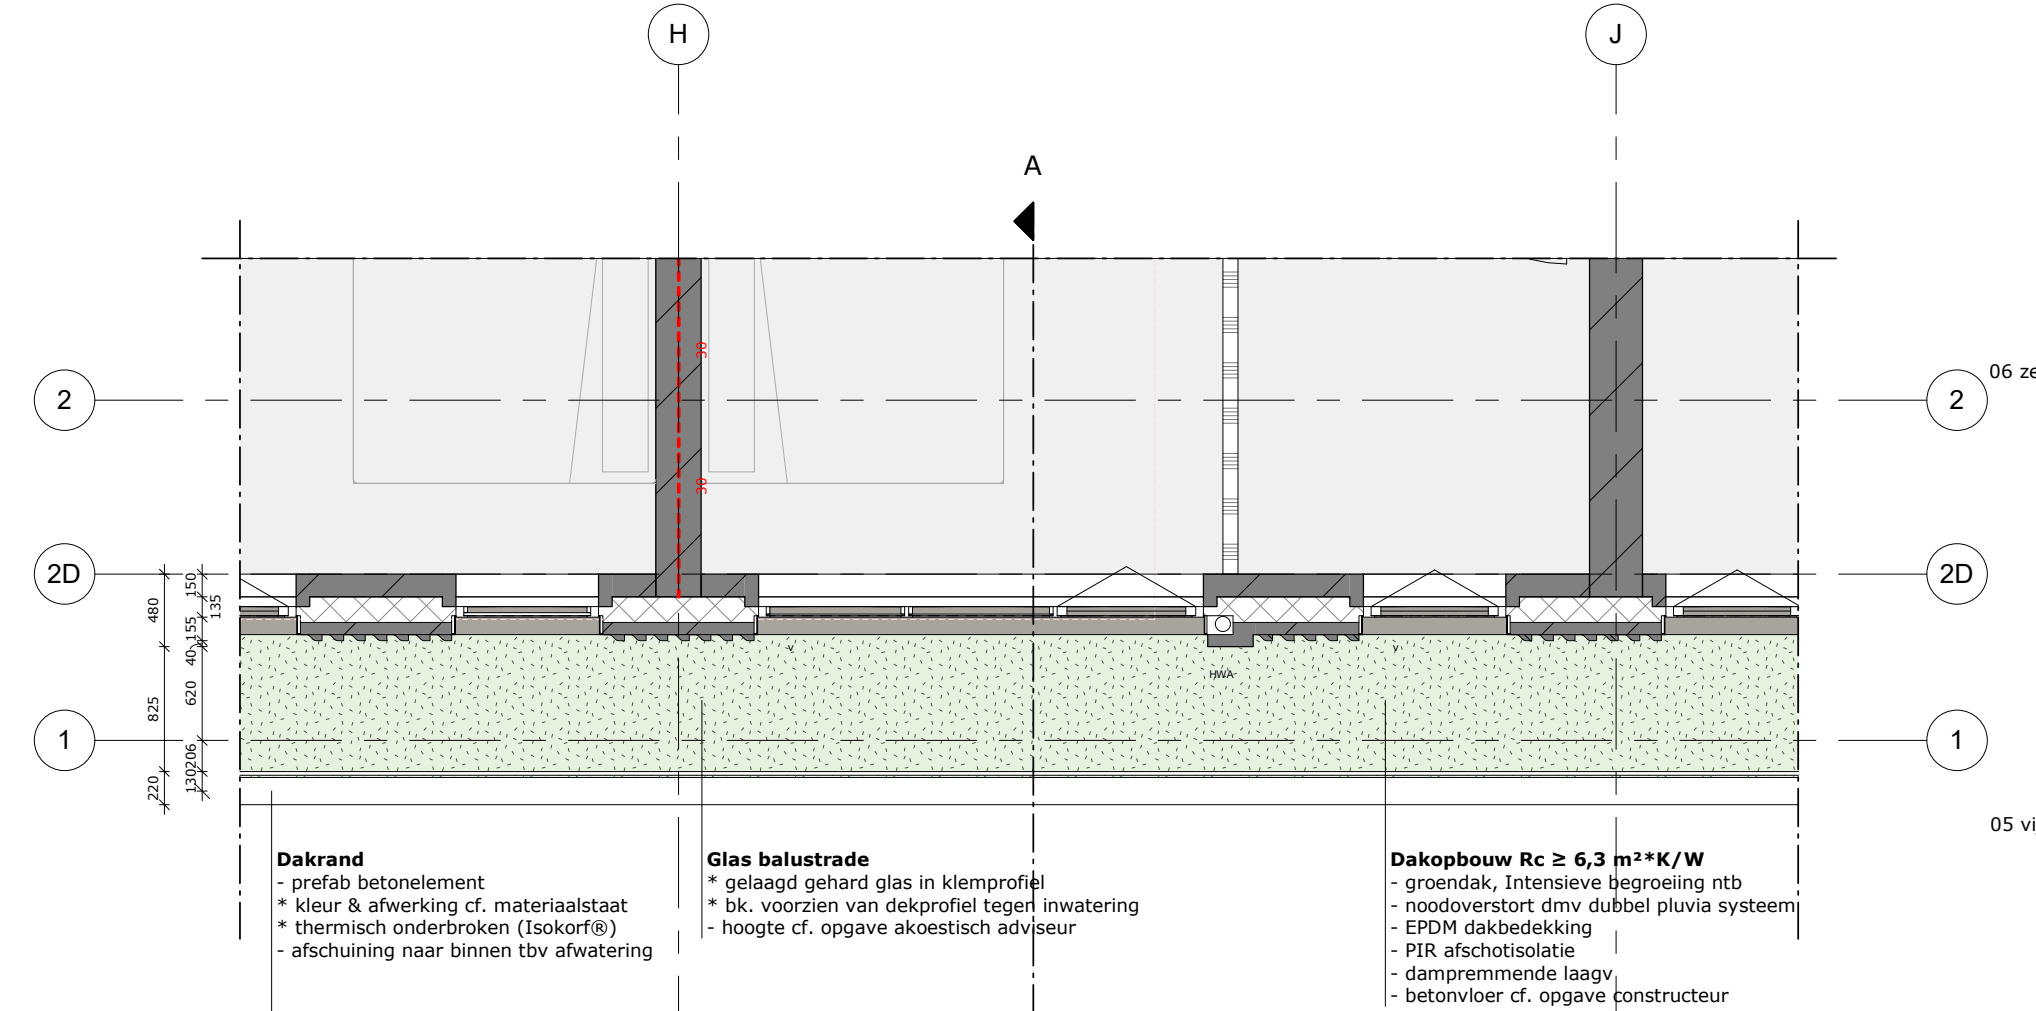 H
J
A
30
2
2
06 ze
30
2D
2D
150
480
135
155
40
HWA
620
825
1
1
206
130
220
05 vij
Dakrand
- prefab betonelement
* kleur & afwerking cf. materiaalstaat
* thermisch onderbroken (Isokorf®)
- afschuining naar binnen tbv afwatering
Glas balustrade
* gelaagd gehard glas in klemprofiel
* bk. voorzien van dekprofiel tegen inwatering
- hoogte cf. opgave akoestisch adviseur
Dakopbouw Rc ≥ 6,3 m²*K/W
- groendak, Intensieve begroeiing ntb
- noodoverstort dmv dubbel pluvia systeem
- EPDM dakbedekking
- PIR afschotisolatie
- dampremmende laagv
- betonvloer cf. opgave constructeur